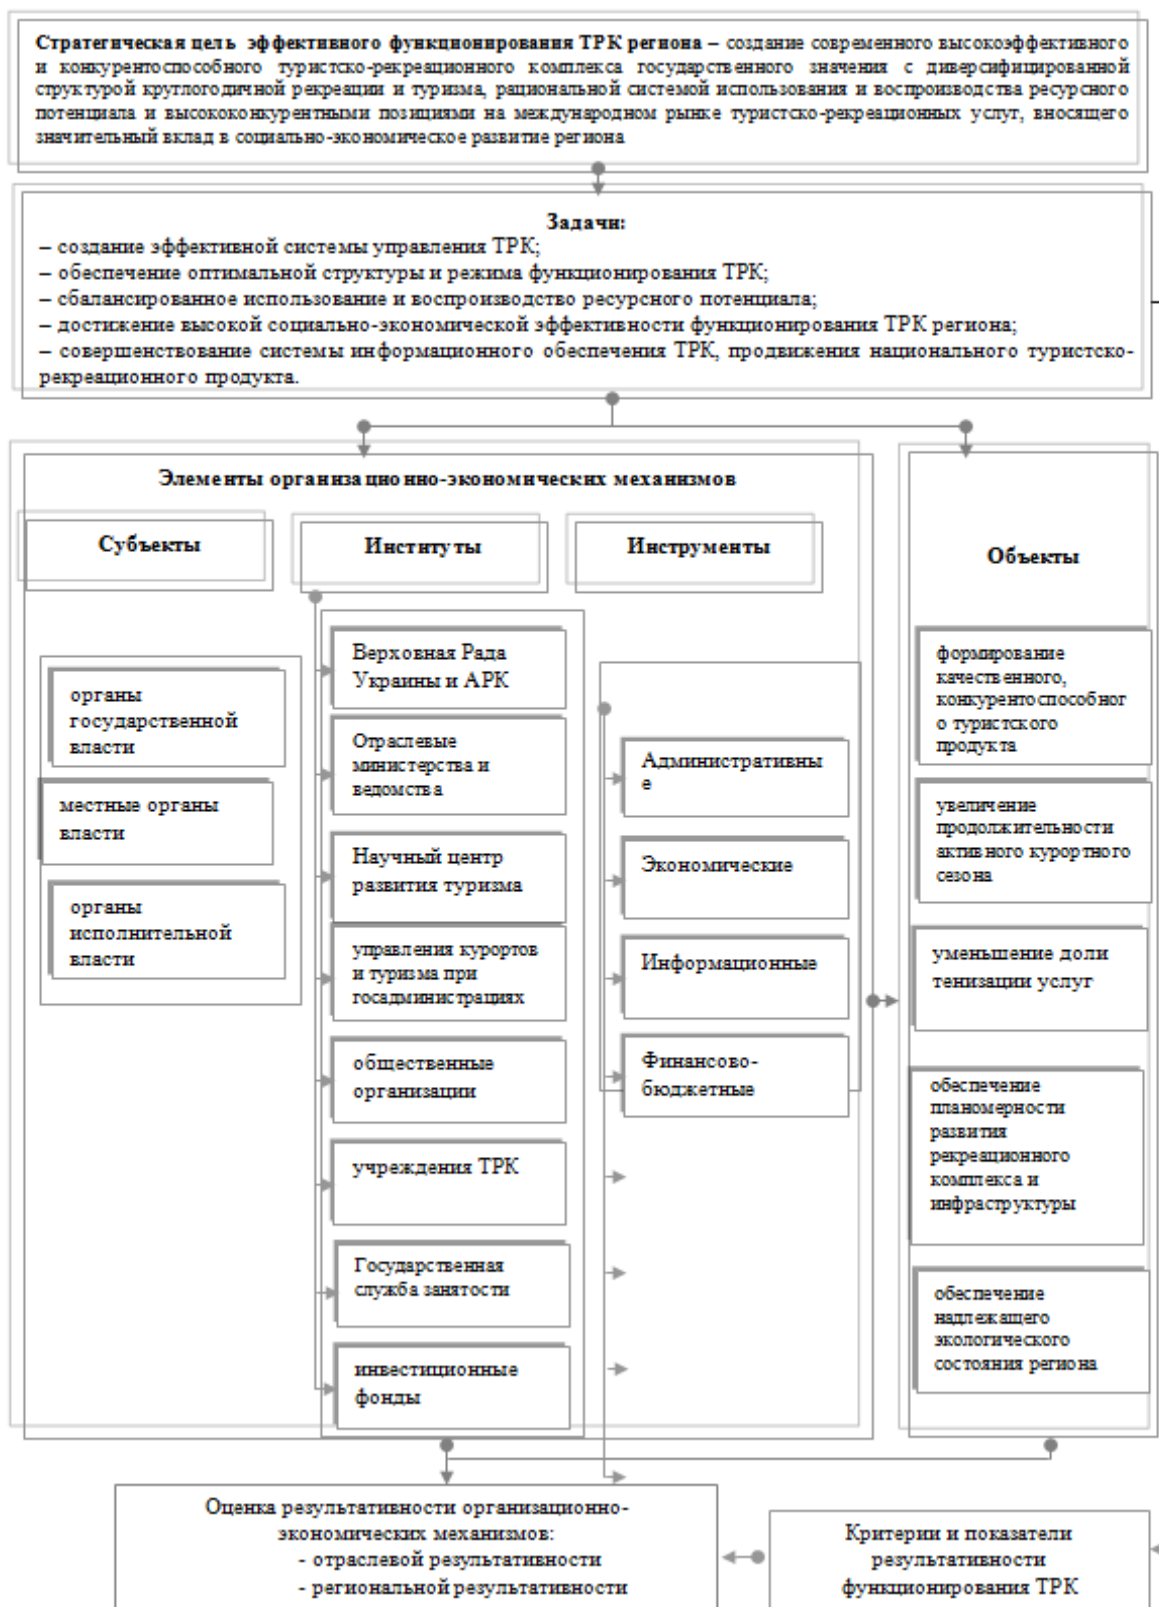 Стратегическая цель эффективного функционирования ТРК региона – создание современного высокоэффективного
и конкурентоспособного туристско-рекреационного комплекса государственного значения с диверсифицированной
структурой круглогодичной рекреации и туризма, рациональной системой использования и воспроизводства ресурсного
потенциала и высококонкурентными позициями на международном рынке туристско-рекреационных услуг, вносящего
значительный вклад в социально-экономическое развитие региона
Задачи:
– создание эффективной системы управления ТРК;
– обеспечение оптимальной структуры и режима функционирования ТРК;
– сбалансированное использование и воспроизводство ресурсного потенциала;
– достижение высокой социально-экономической эффективности функционирования ТРК региона;
– совершенствование системы информационного обеспечения ТРК, продвижения национального туристско-
рекреационного продукта.
Элементы организационно-экономических механизмов
Субъекты
органы
государственной
власти
местные органы
власти
органы
исполнительной
власти
Институты
Верховная Рада
Украины и АРК
Отраслевые
министерства и
ведомства
Научный центр
развития туризма
управления курортов
и туризма при
госадминистрациях
общественные
организации
учреждения ТРК
Государственная
служба занятости
инвестиционные
фонды
Инструменты
Административны
е
Экономические
Информационные
Финансово-
бюджетные
Объекты
формирование
качественного,
конкурентоспособног
о туристского
продукта
увеличение
продолжительности
активного курортного
сезона
уменьшение доли
тенизации услуг
обеспечение
планомерности
развития
рекреационного
комплекса и
инфраструктуры
обеспечение
надлежащего
экологического
состояния региона
Оценка результативности организационно-
экономических механизмов:
- отраслевой результативности
- региональной результативности
Критерии и показатели
результативности
функционирования ТРК